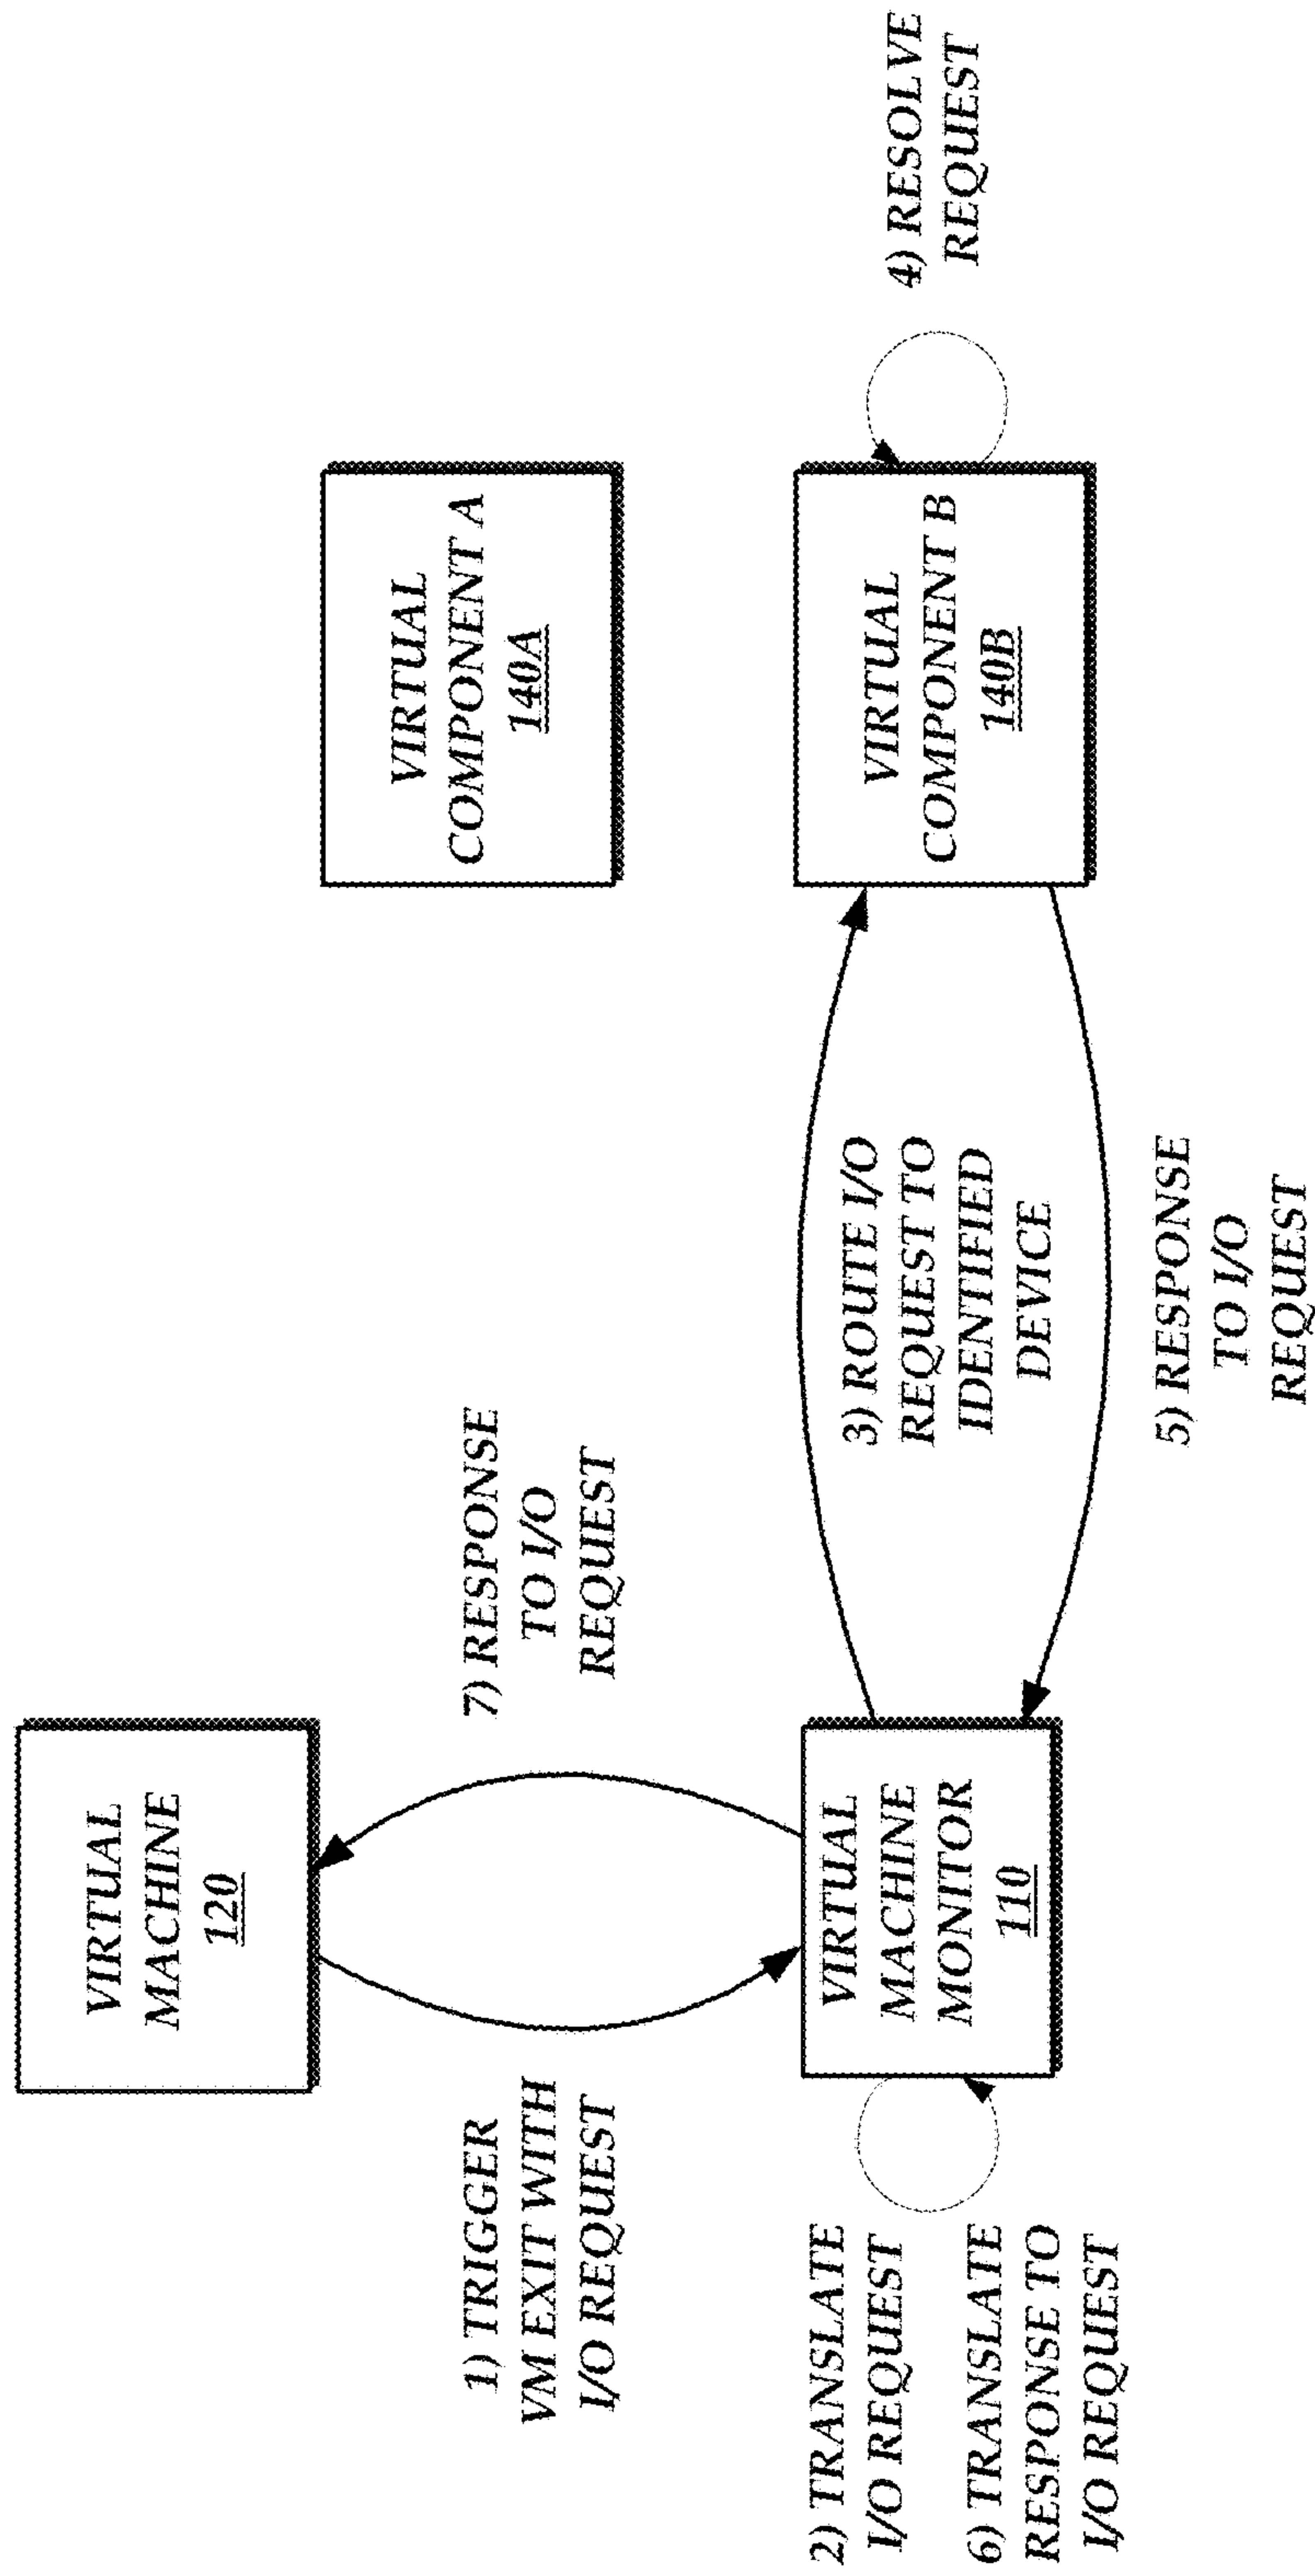 VIRTUAL
MACHINE
120
1) TRIGGER
VM EXIT WITH
I/O REQUEST
7) RESPONSE
TO I/O
REQUEST
VIRTUAL
COMPONENT A
140A
2) TRANSLATE
I/O REQUEST
6) TRANSLATE
RESPONSE TO
I/O REQUEST
VIRTUAL
MACHINE
MONITOR
110
3) ROUTE I/O
REQUEST TO
IDENTIFIED
DEVICE
5) RESPONSE
TO I/O
REQUEST
VIRTUAL
COMPONENT B
140B
4) RESOLVE
REQUEST